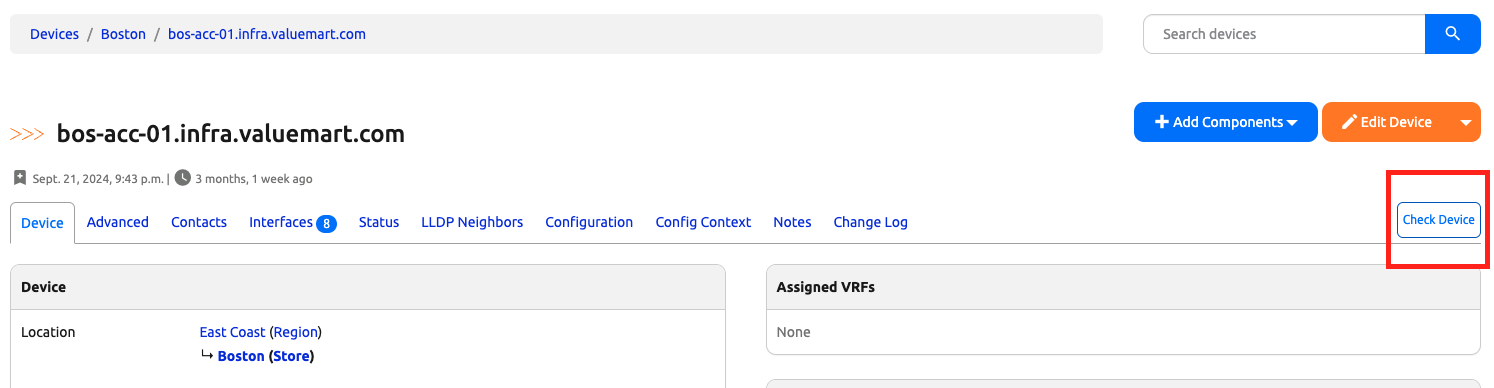 Devices / Boston / bos-acc-01.infra.valuemart.com
Search devices
>>> bos-acc-01.infra.valuemart.com
Add Components
Edit Device
Sept. 21, 2024, 9:43 p.m. | 3 months, 1 week ago
Device Advanced Contacts Interfaces 8 Status LLDP Neighbors Configuration Config Context Notes Change Log
Check Device
Device
Location East Coast (Region)
Boston (Store)
Assigned VRFs
None